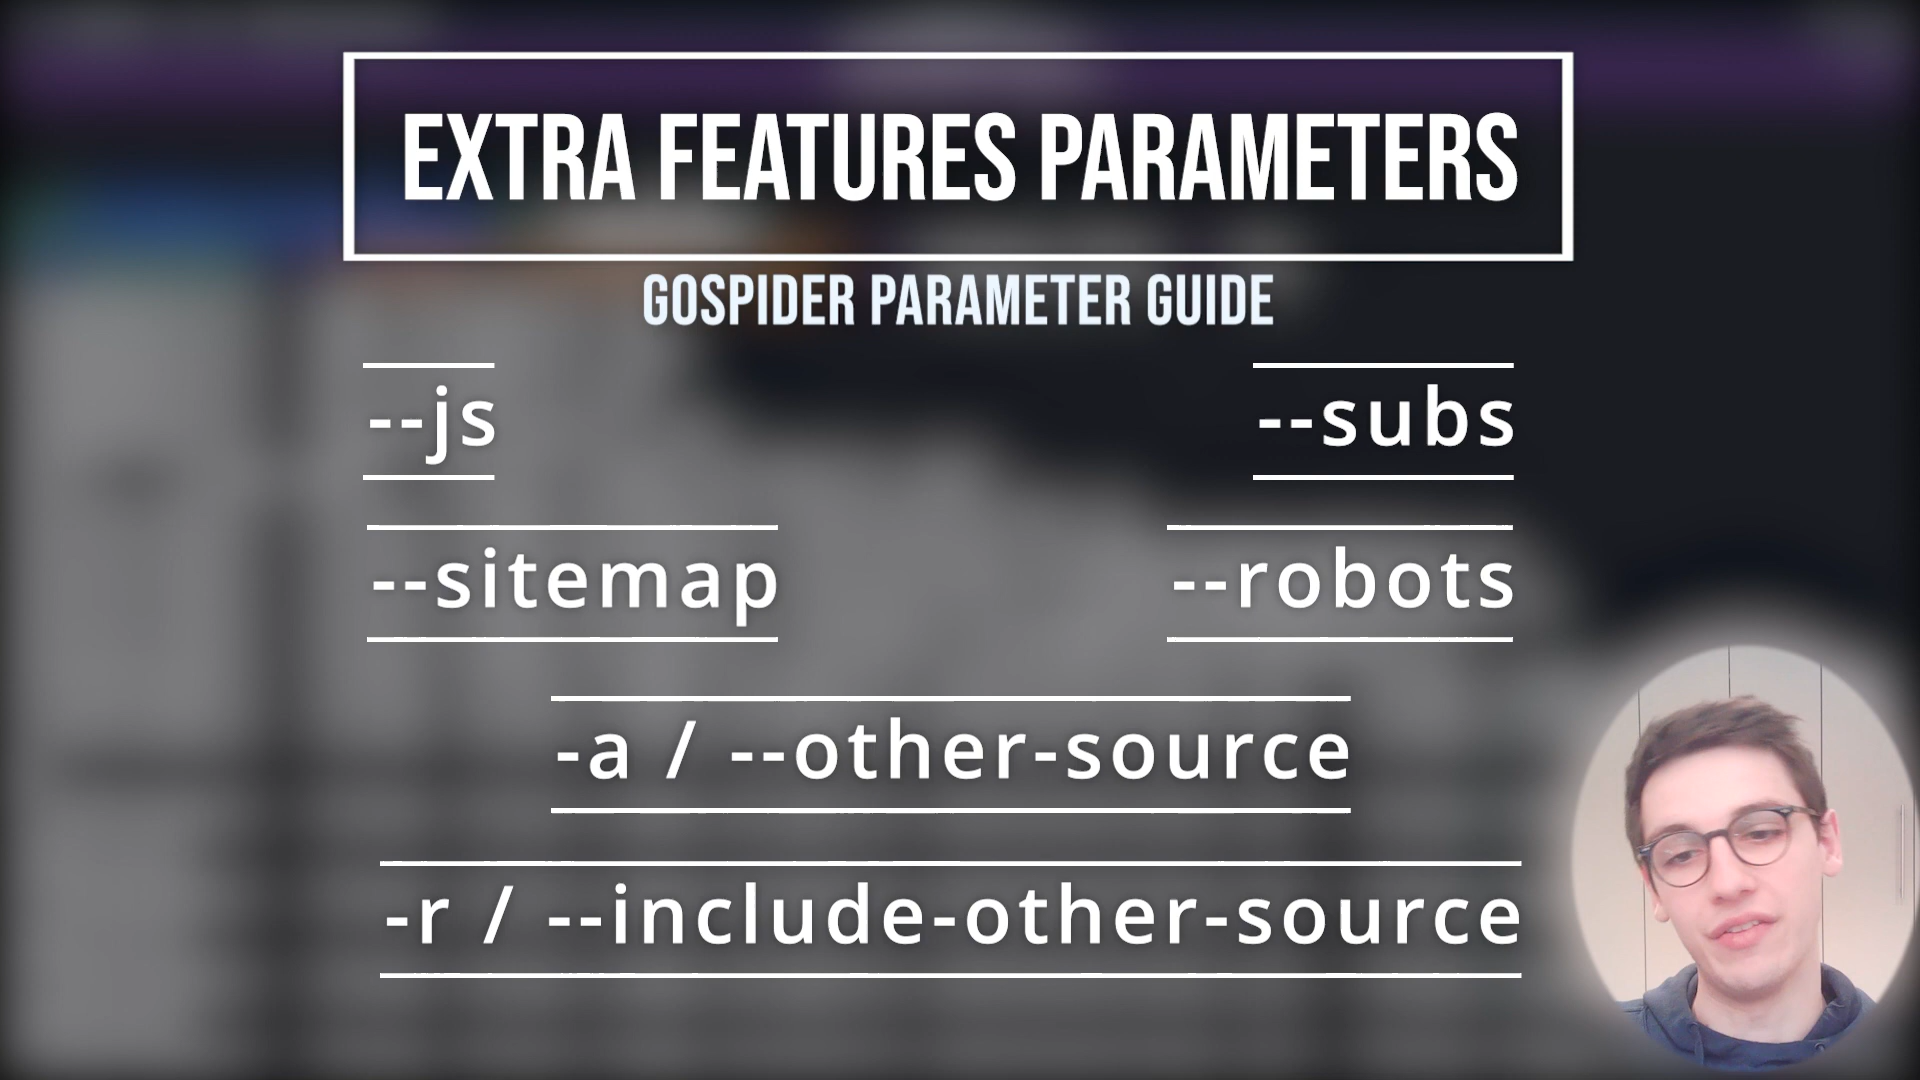 EXTRA FEATURES PARAMETERS
GOSPIDER PARAMETER GUIDE
--js
--subs
--sitemap
--robots
-a / --other-source
-r / --include-other-source